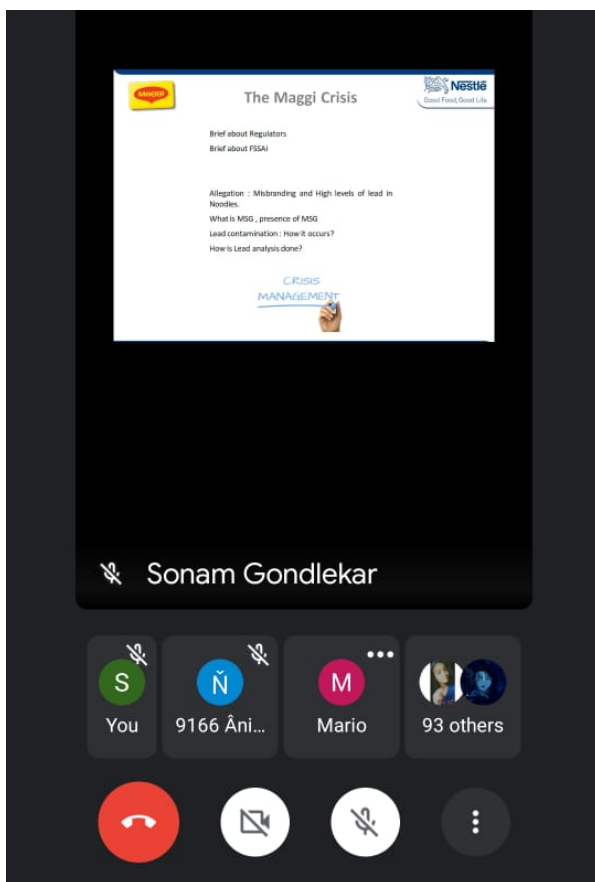 MAGGI
The Maggi Crisis
Nestlé
Good Food, Good Life
Brief about Regulators
Brief about FSSAI
Allegation : Misbranding and High levels of lead in
Noodles.
What is MSG , presence of MSG
Lead contamination : How it occurs?
How is Lead analysis done?
CRISIS
MANAGEMENT
Sonam Gondlekar
S
Ň
M
You
9166 Âni...
Mario
93 others